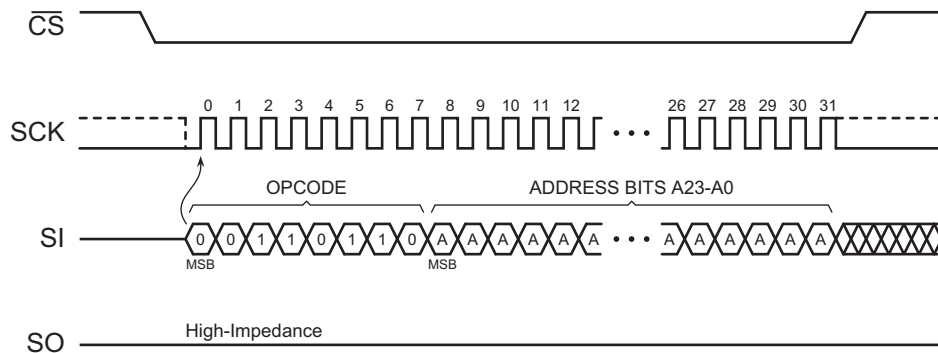 C̅S̅
0 1 2 3 4 5 6 7 8 9 10 11 12 26 27 28 29 30 31
SCK
OPCODE ADDRESS BITS A23-A0
SI 0 0 1 1 0 1 1 0 A A A A A A A A A A A A
MSB MSB
High-Impedance
SO